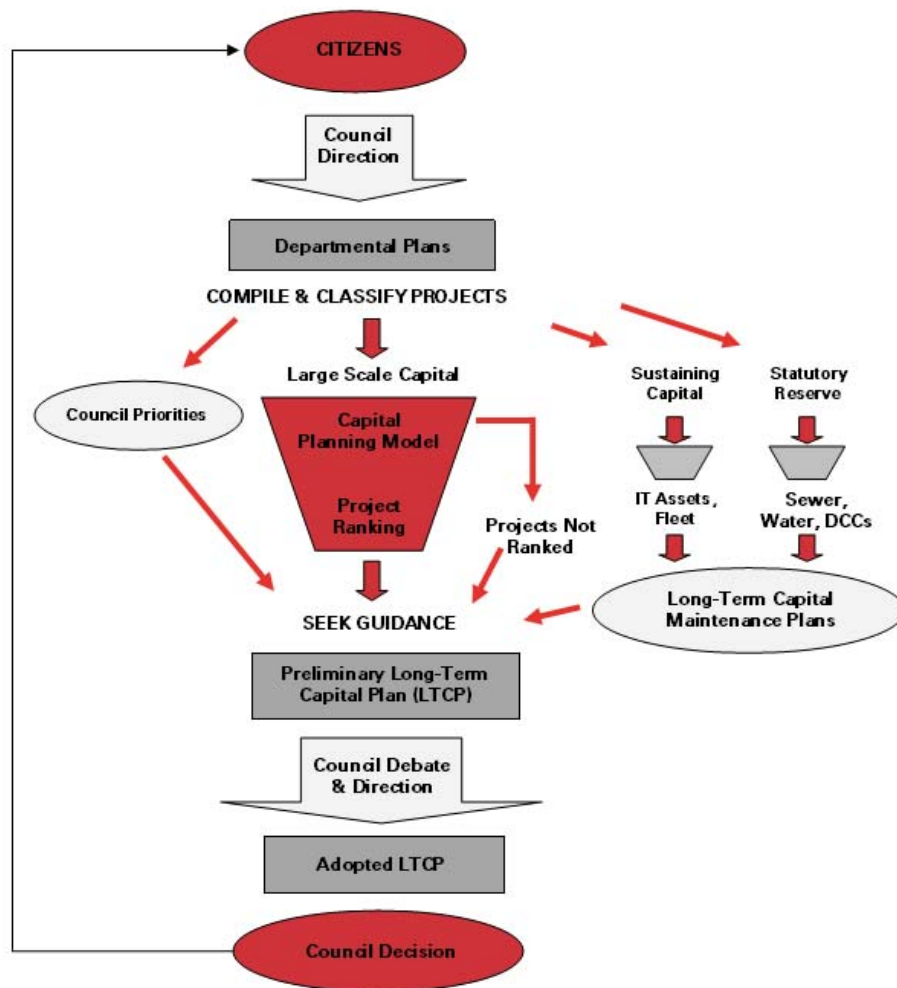 CITIZENS
Council
Direction
Departmental Plans
COMPILE & CLASSIFY PROJECTS
Large Scale Capital
Sustaining
Capital
Statutory
Reserve
Council Priorities
Capital
Planning Model
Project
Ranking
Projects Not
Ranked
IT Assets,
Fleet
Sewer,
Water, DCCs
Long-Term Capital
Maintenance Plans
SEEK GUIDANCE
Preliminary Long-Term
Capital Plan (LTCP)
Council Debate
& Direction
Adopted LTCP
Council Decision